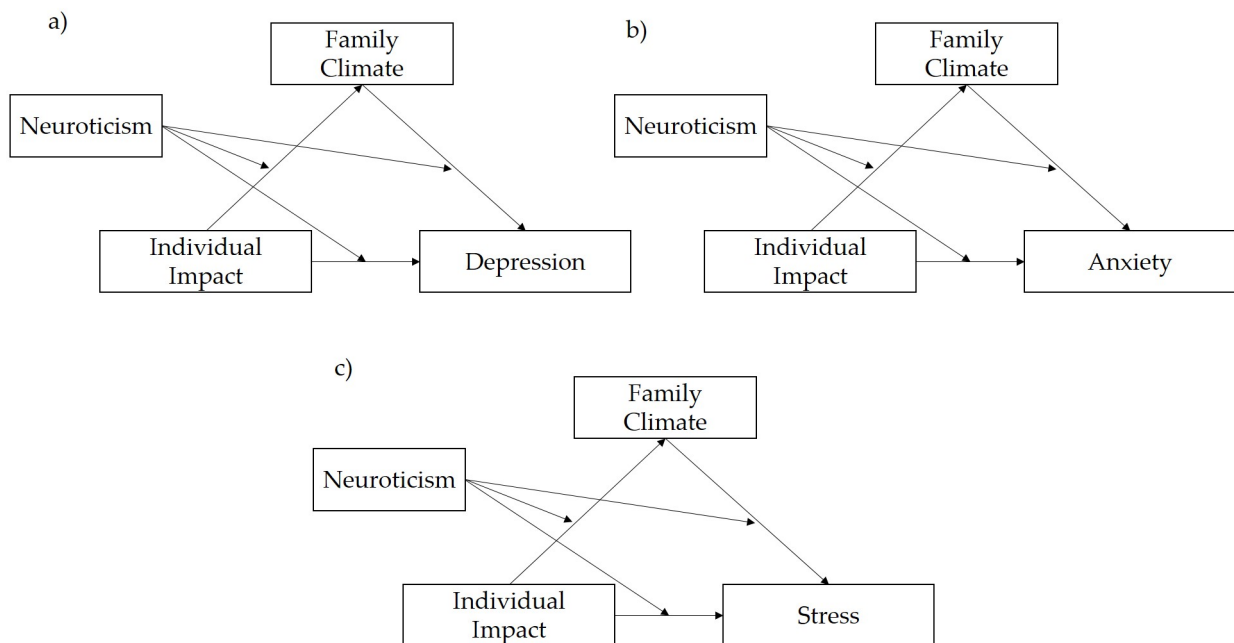 a)
Family
Climate
Neuroticism
Individual
Impact
Depression
b)
Family
Climate
Neuroticism
Individual
Impact
Anxiety
c)
Family
Climate
Neuroticism
Individual
Impact
Stress